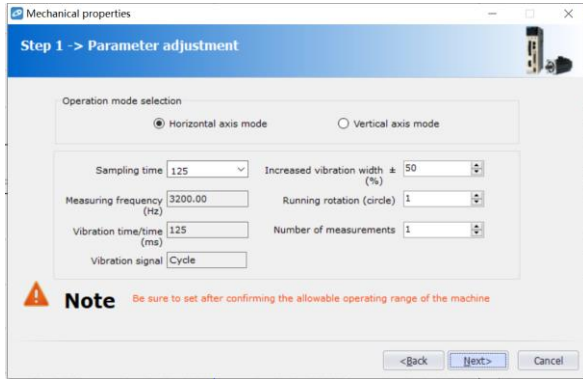 Mechanical properties
Step 1 -> Parameter adjustment
Operation mode selection
Horizontal axis mode
Vertical axis mode
Sampling time 125
Increased vibration width ± 50
(%)
Measuring frequency 3200.00
(Hz)
Running rotation (circle) 1
Vibration time/time 125
(ms)
Number of measurements 1
Vibration signal Cycle
Note Be sure to set after confirming the allowable operating range of the machine
<Back Next> Cancel